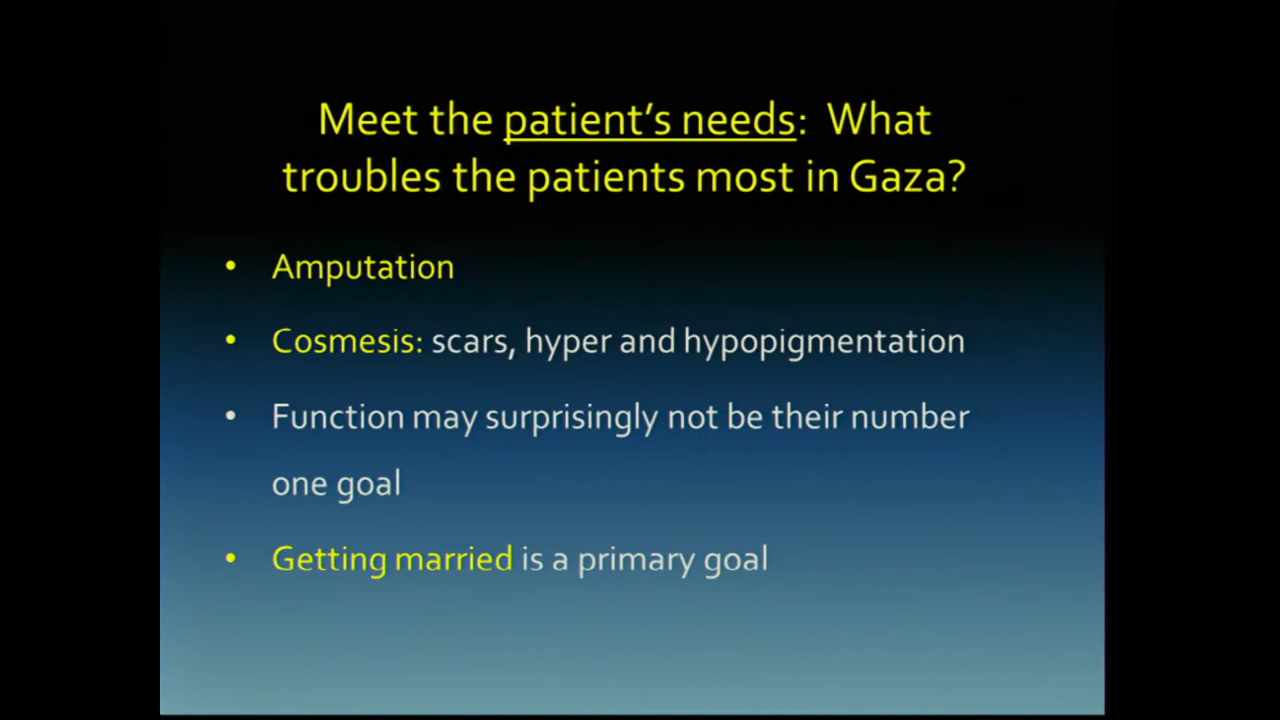 Meet the patient's needs: What
troubles the patients most in Gaza?
• Amputation
• Cosmesis: scars, hyper and hypopigmentation
• Function may surprisingly not be their number
one goal
• Getting married is a primary goal